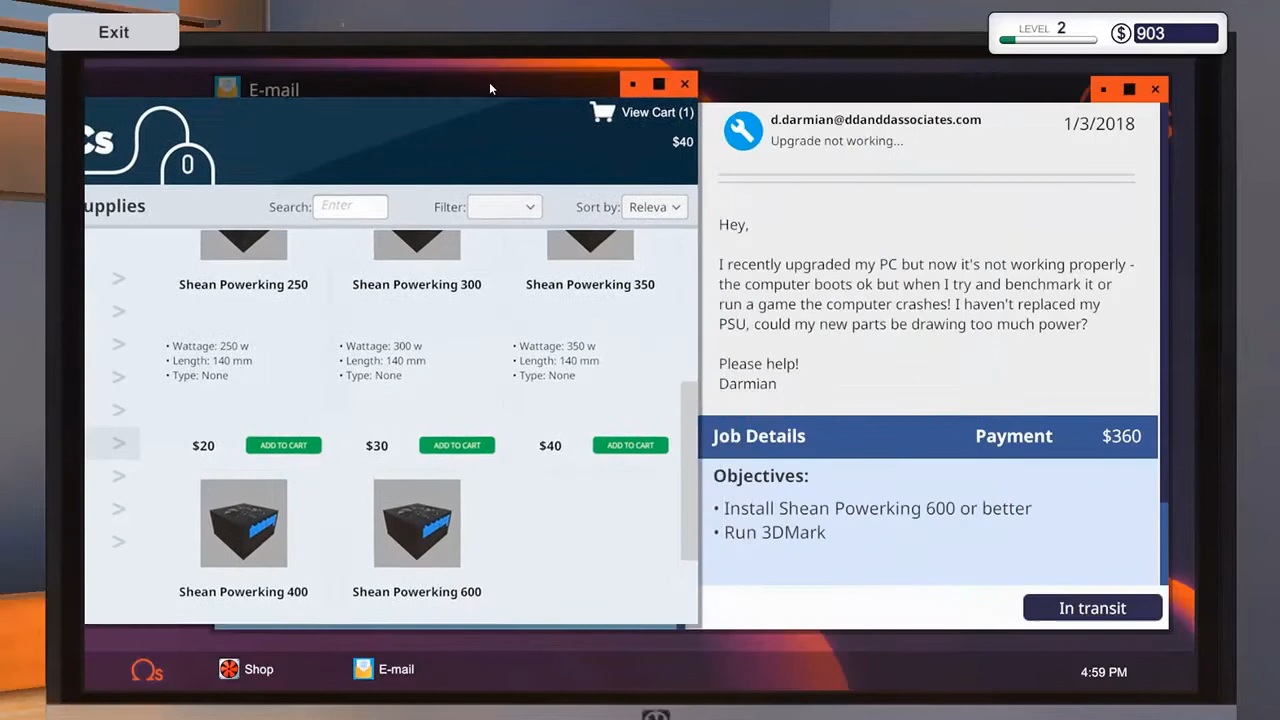 Exit
LEVEL 2
$ 903
E-mail
Cs
View Cart (1)
$40
upplies
Search: Enter
Filter:
Sort by: Releva
Shean Powerking 250
Shean Powerking 300
Shean Powerking 350
• Wattage: 250 w
• Length: 140 mm
• Type: None
• Wattage: 300 w
• Length: 140 mm
• Type: None
• Wattage: 350 w
• Length: 140 mm
• Type: None
$20 ADD TO CART
$30 ADD TO CART
$40 ADD TO CART
Shean Powerking 400
Shean Powerking 600
d.darmian@ddanddassociates.com
1/3/2018
Upgrade not working...
Hey,
I recently upgraded my PC but now it's not working properly -
the computer boots ok but when I try and benchmark it or
run a game the computer crashes! I haven't replaced my
PSU, could my new parts be drawing too much power?
Please help!
Darmian
Job Details Payment $360
Objectives:
• Install Shean Powerking 600 or better
• Run 3DMark
In transit
Ωs
Shop
E-mail
4:59 PM